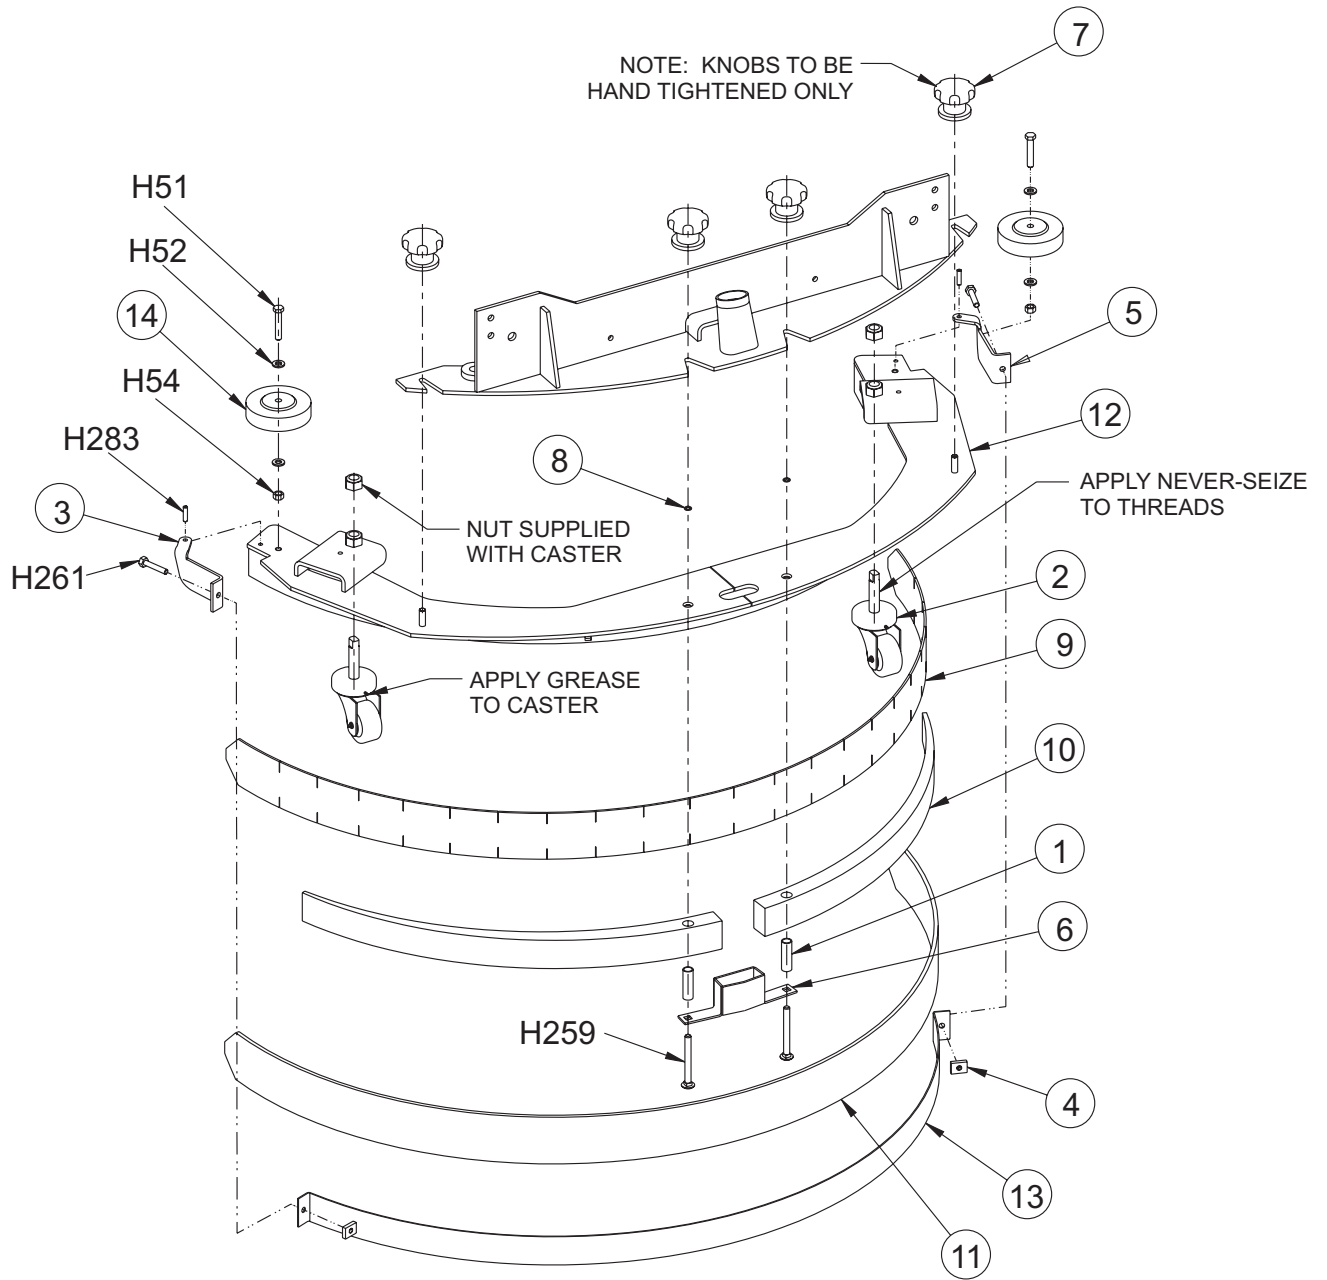 7
NOTE: KNOBS TO BE
HAND TIGHTENED ONLY
H51
H52
14
5
H54
12
H283
8
APPLY NEVER-SEIZE
TO THREADS
3
NUT SUPPLIED
WITH CASTER
H261
2
9
APPLY GREASE
TO CASTER
10
1
6
H259
4
13
11